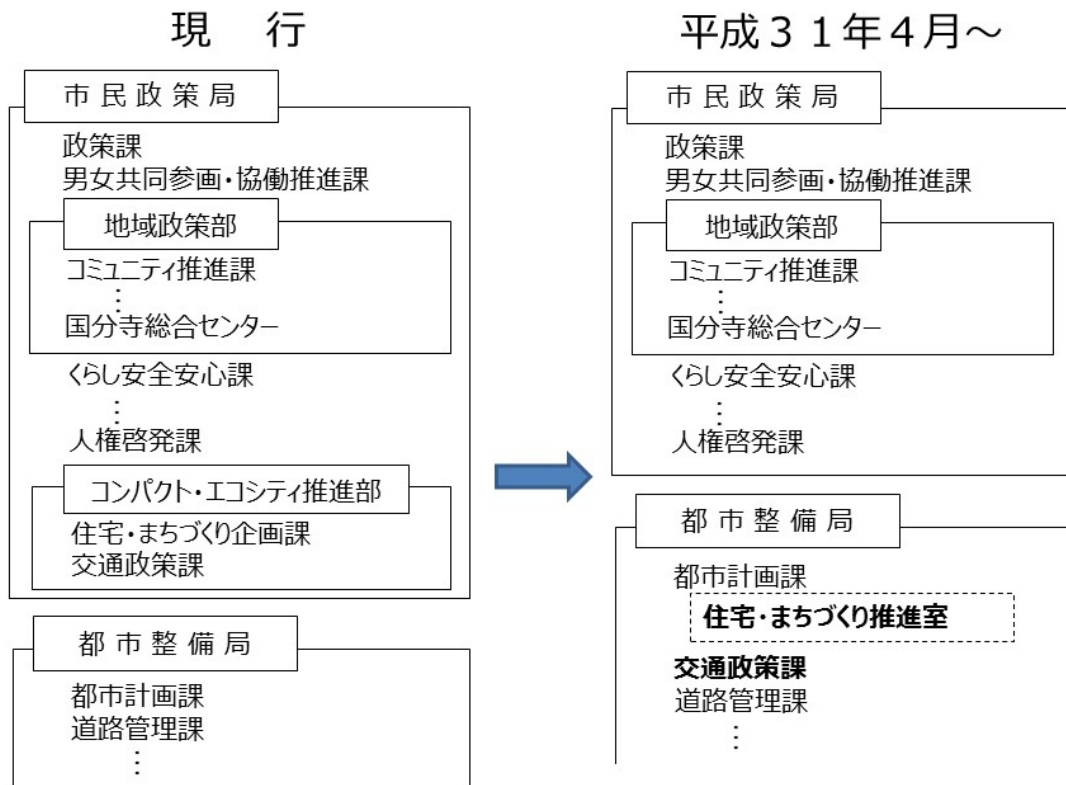 現　行
市民政策局
政策課
男女共同参画・協働推進課
地域政策部
コミュニティ推進課
⋮
国分寺総合センター
くらし安全安心課
⋮
人権啓発課
コンパクト・エコシティ推進部
住宅・まちづくり企画課
交通政策課
都市整備局
都市計画課
道路管理課
⋮
平成３１年４月～
市民政策局
政策課
男女共同参画・協働推進課
地域政策部
コミュニティ推進課
⋮
国分寺総合センター
くらし安全安心課
⋮
人権啓発課
都市整備局
都市計画課
住宅・まちづくり推進室
交通政策課
道路管理課
⋮